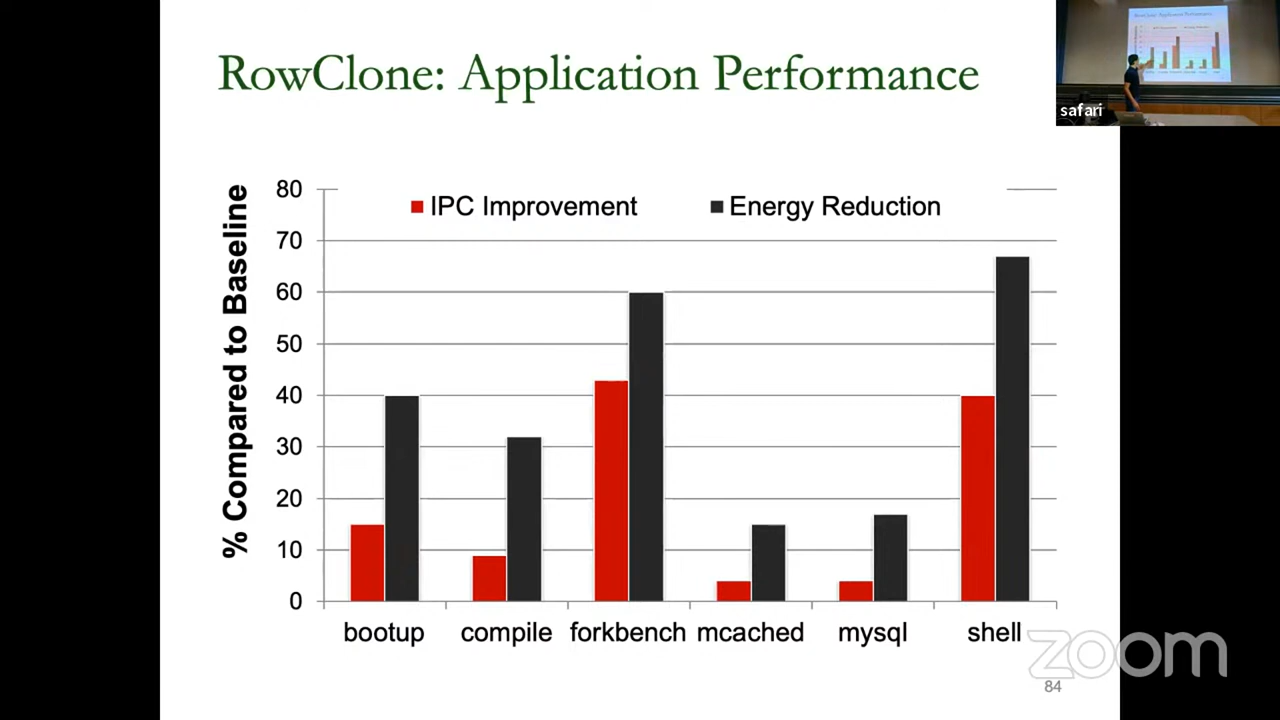 RowClone: Application Performance
safari
% Compared to Baseline
IPC Improvement
Energy Reduction
80
70
60
50
40
30
20
10
0
bootup compile forkbench mcached mysql shell
zoom
84